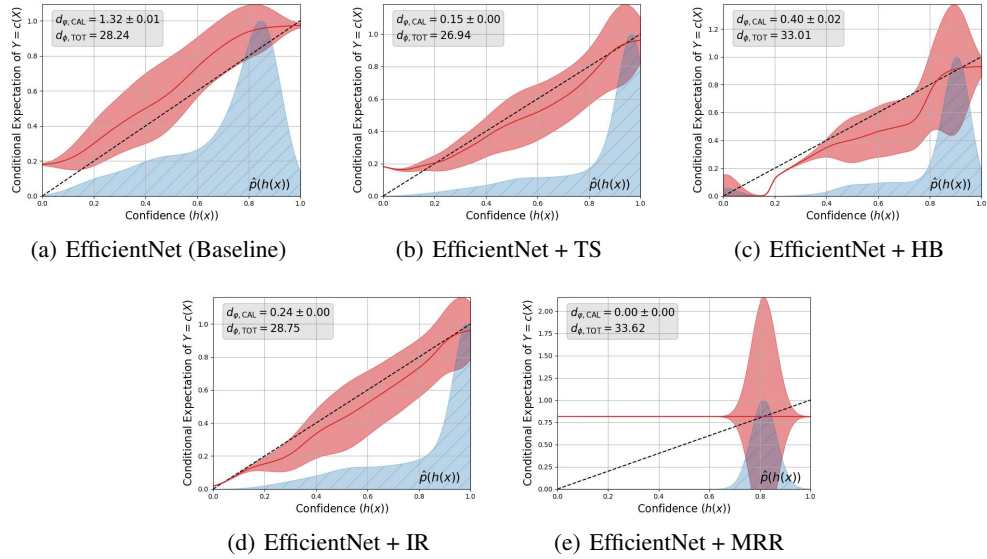 d_{φ,CAL} = 1.32 ± 0.01
d_{ϕ,TOT} = 28.24
Conditional Expectation of Y = c(X)
1.0
0.8
0.6
0.4
0.2
0.0
0.0 0.2 0.4 0.6 0.8 1.0
p̂(h(x))
Confidence (h(x))
(a) EfficientNet (Baseline)
d_{φ,CAL} = 0.15 ± 0.00
d_{ϕ,TOT} = 26.94
Conditional Expectation of Y = c(X)
1.0
0.8
0.6
0.4
0.2
0.0
0.0 0.2 0.4 0.6 0.8 1.0
p̂(h(x))
Confidence (h(x))
(b) EfficientNet + TS
d_{φ,CAL} = 0.40 ± 0.02
d_{ϕ,TOT} = 33.01
Conditional Expectation of Y = c(X)
1.2
1.0
0.8
0.6
0.4
0.2
0.0
0.0 0.2 0.4 0.6 0.8 1.0
p̂(h(x))
Confidence (h(x))
(c) EfficientNet + HB
d_{φ,CAL} = 0.24 ± 0.00
d_{ϕ,TOT} = 28.75
Conditional Expectation of Y = c(X)
1.0
0.8
0.6
0.4
0.2
0.0
0.0 0.2 0.4 0.6 0.8 1.0
p̂(h(x))
Confidence (h(x))
(d) EfficientNet + IR
d_{φ,CAL} = 0.00 ± 0.00
d_{ϕ,TOT} = 33.62
Conditional Expectation of Y = c(X)
2.00
1.75
1.50
1.25
1.00
0.75
0.50
0.25
0.00
0.0 0.2 0.4 0.6 0.8 1.0
p̂(h(x))
Confidence (h(x))
(e) EfficientNet + MRR